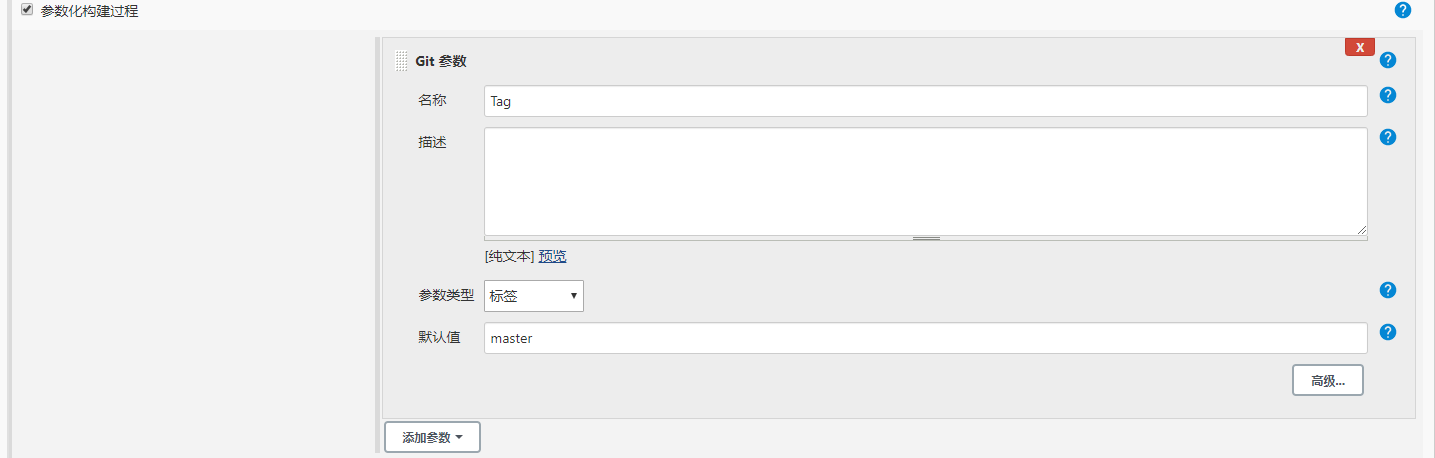 参数化构建过程
X
Git 参数
名称
Tag
描述
[纯文本] 预览
参数类型
标签
默认值
master
高级...
添加参数